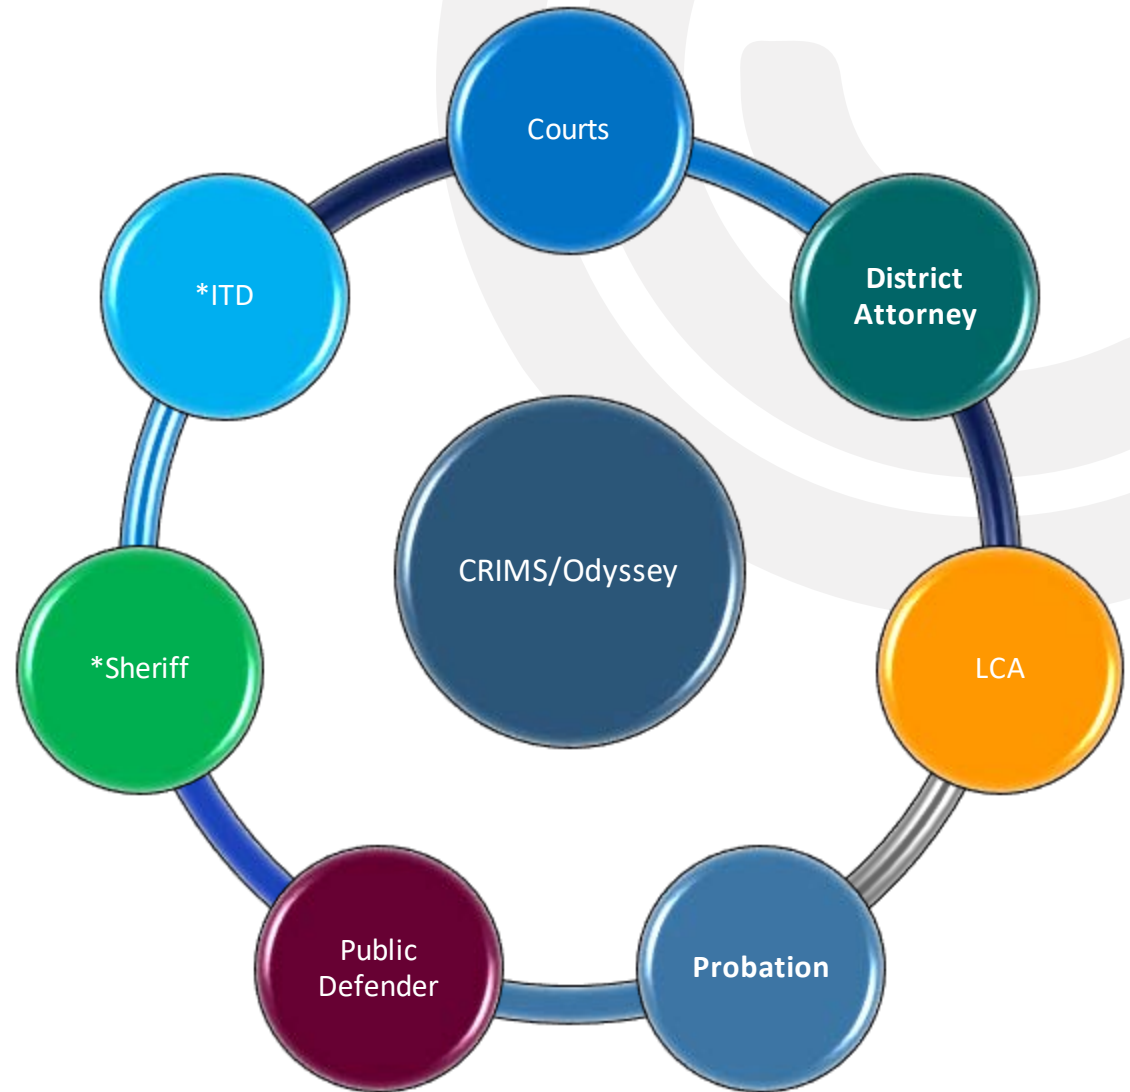 Courts
District
Attorney
*ITD
CRIMS/Odyssey
*Sheriff
LCA
Public
Defender
Probation